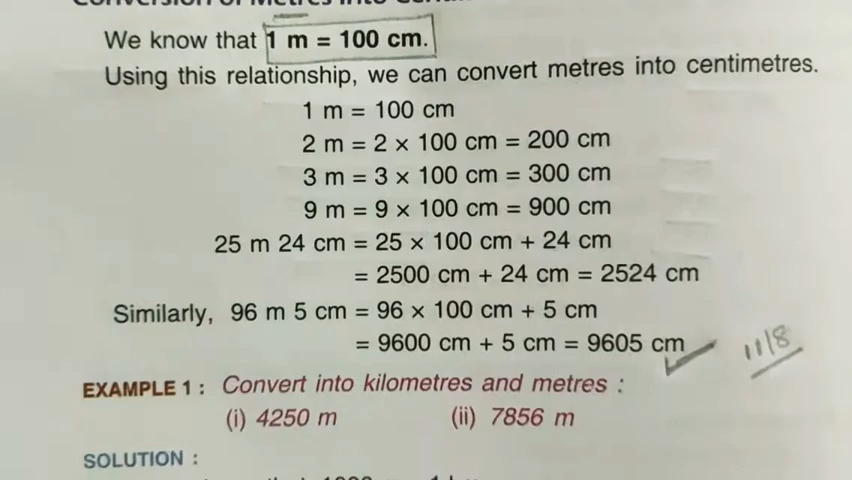 We know that 1 m = 100 cm.
Using this relationship, we can convert metres into centimetres.
1 m = 100 cm
2 m = 2 × 100 cm = 200 cm
3 m = 3 × 100 cm = 300 cm
9 m = 9 × 100 cm = 900 cm
25 m 24 cm = 25 × 100 cm + 24 cm
= 2500 cm + 24 cm = 2524 cm
Similarly, 96 m 5 cm = 96 × 100 cm + 5 cm
= 9600 cm + 5 cm = 9605 cm
11/8
EXAMPLE 1 : Convert into kilometres and metres :
(i) 4250 m (ii) 7856 m
SOLUTION :